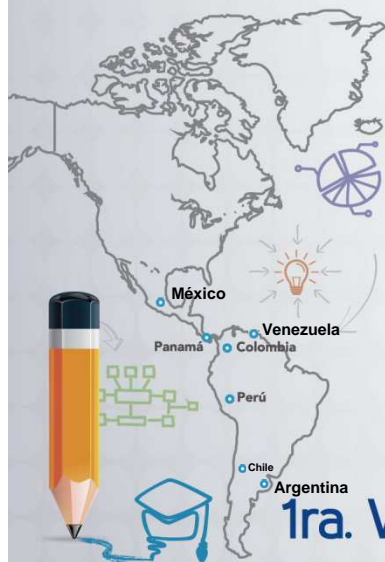 México
Venezuela
Panamá
Colombia
Perú
Chile
Argentina
1ra.